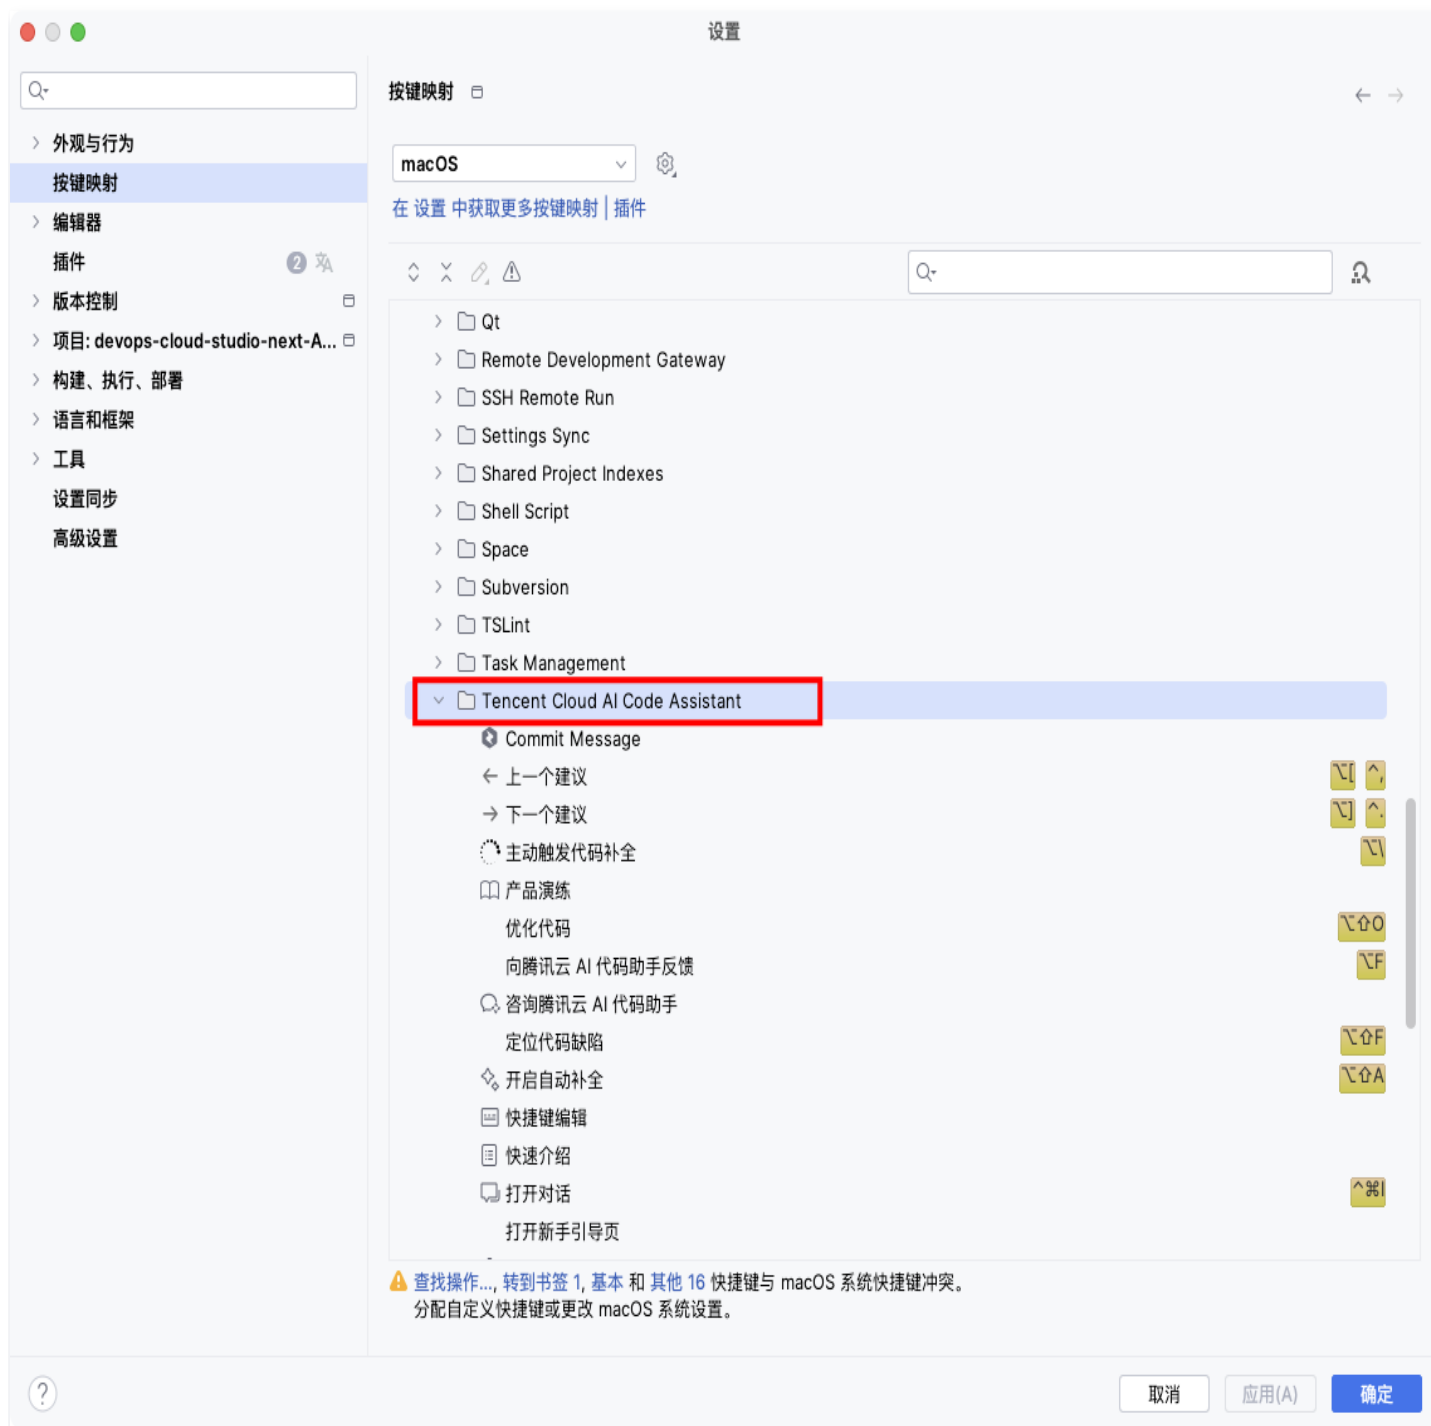 设置
按键映射
外观与行为
按键映射
编辑器
插件 2
版本控制
项目: devops-cloud-studio-next-A...
构建、执行、部署
语言和框架
工具
设置同步
高级设置
macOS
在 设置 中获取更多按键映射 | 插件
Qt
Remote Development Gateway
SSH Remote Run
Settings Sync
Shared Project Indexes
Shell Script
Space
Subversion
TSLint
Task Management
Tencent Cloud AI Code Assistant
Commit Message
上一个建议 ⌥[ ^,
下一个建议 ⌥] ^.
主动触发代码补全 ⌥\
产品演练
优化代码 ⌥⇧O
向腾讯云 AI 代码助手反馈 ⌥F
咨询腾讯云 AI 代码助手
定位代码缺陷 ⌥⇧F
开启自动补全 ⌥⇧A
快捷键编辑
快速介绍
打开对话 ^⌘I
打开新手引导页
查找操作..., 转到书签 1, 基本 和 其他 16 快捷键与 macOS 系统快捷键冲突。
分配自定义快捷键或更改 macOS 系统设置。
?
取消 应用(A) 确定